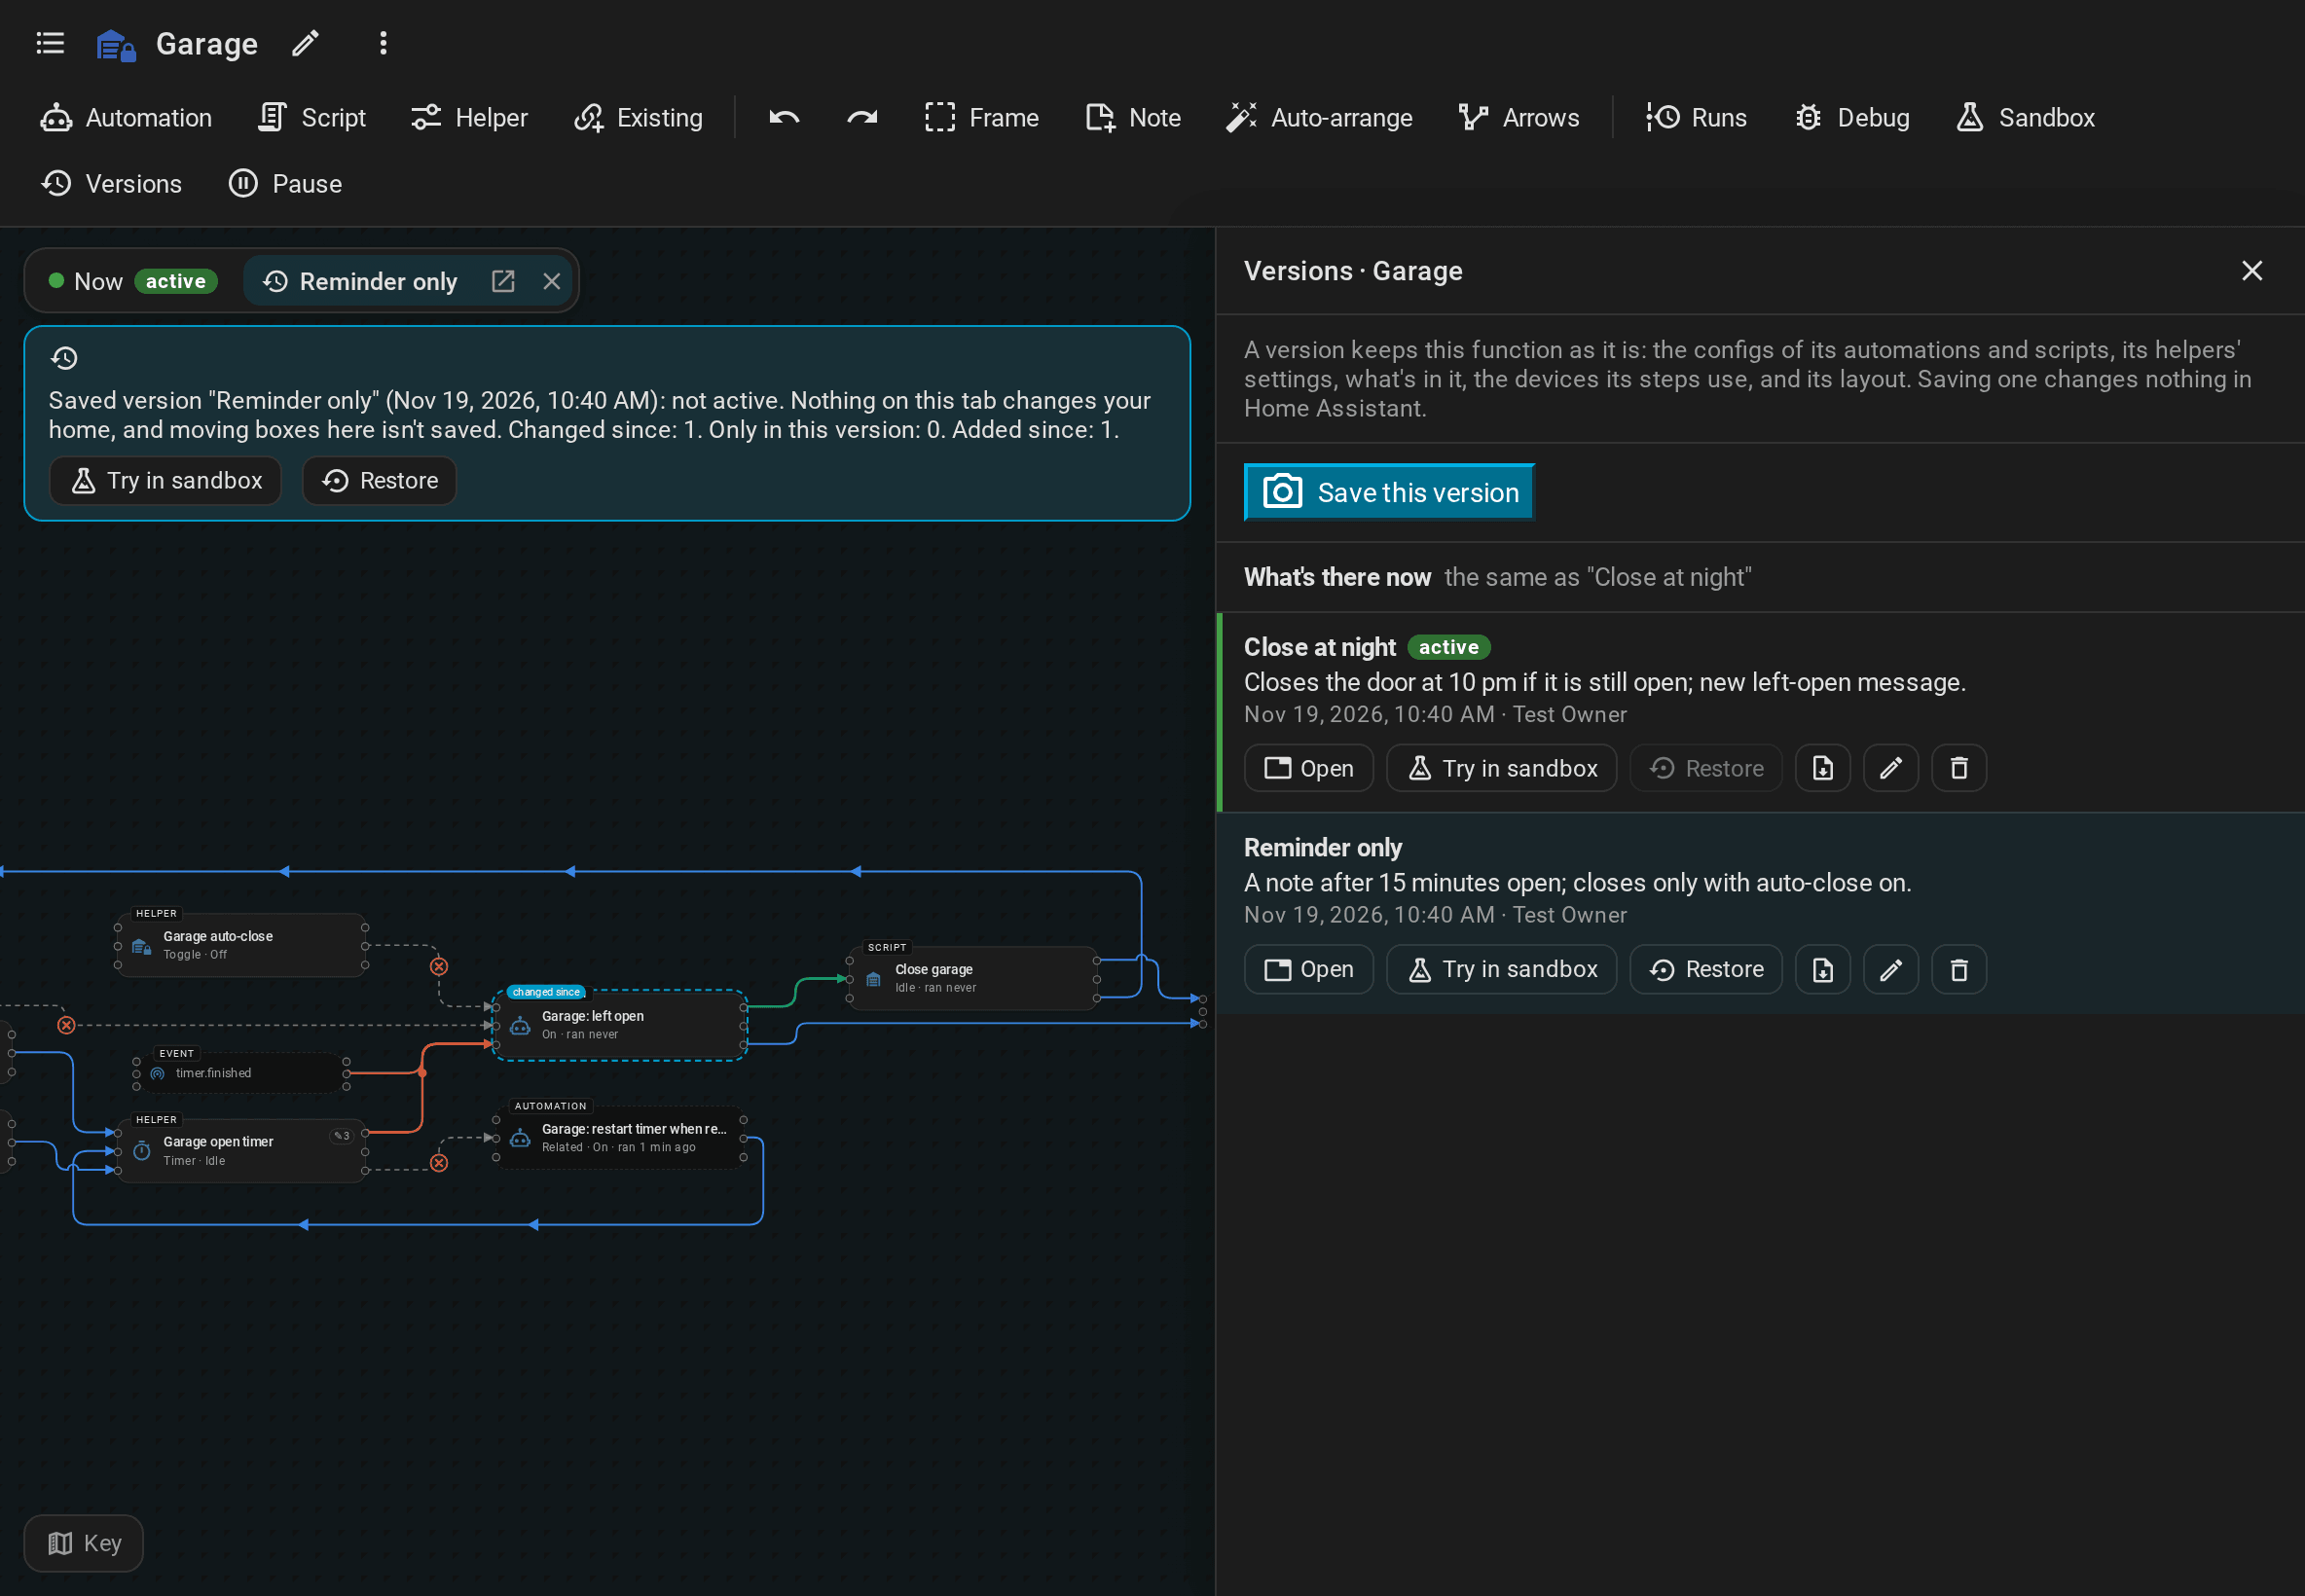 Garage
Automation Script Helper Existing Frame Note Auto-arrange Arrows Runs Debug Sandbox
Versions Pause
Now active Reminder only
Saved version "Reminder only" (Nov 19, 2026, 10:40 AM): not active. Nothing on this tab changes your
home, and moving boxes here isn't saved. Changed since: 1. Only in this version: 0. Added since: 1.
Try in sandbox Restore
HELPER
Garage auto-close
Toggle · Off
changed since
Garage: left open
On · ran never
SCRIPT
Close garage
Idle · ran never
EVENT
timer.finished
HELPER
Garage open timer
3
Timer · Idle
AUTOMATION
Garage: restart timer when re...
Related · On · ran 1 min ago
Key
Versions · Garage
A version keeps this function as it is: the configs of its automations and scripts, its helpers'
settings, what's in it, the devices its steps use, and its layout. Saving one changes nothing in
Home Assistant.
Save this version
What's there now the same as "Close at night"
Close at night active
Closes the door at 10 pm if it is still open; new left-open message.
Nov 19, 2026, 10:40 AM · Test Owner
Open Try in sandbox Restore
Reminder only
A note after 15 minutes open; closes only with auto-close on.
Nov 19, 2026, 10:40 AM · Test Owner
Open Try in sandbox Restore